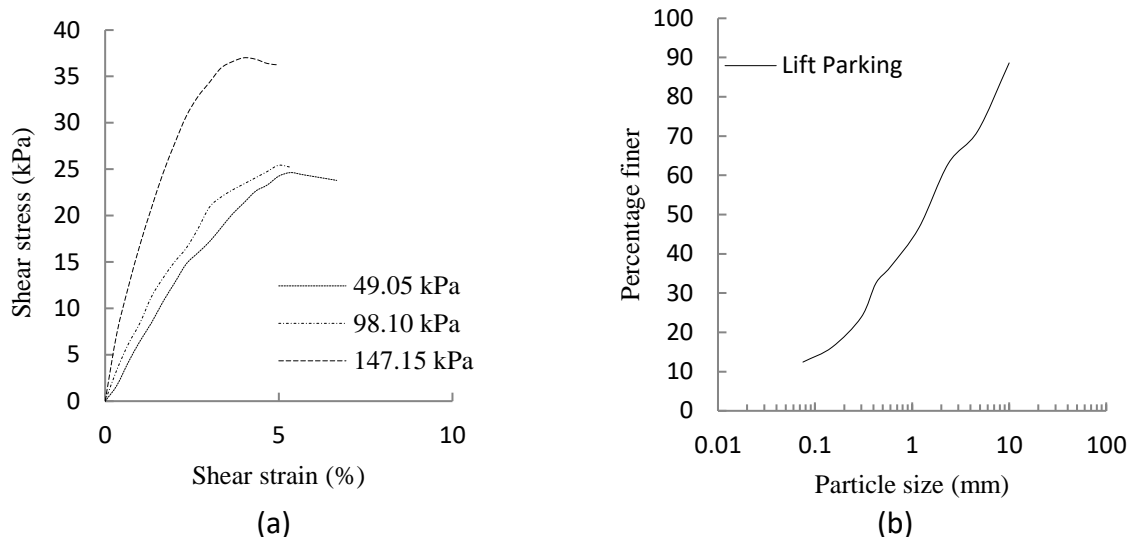 40
35
30
25
20
15
10
5
0
Shear stress (kPa)
49.05 kPa
98.10 kPa
147.15 kPa
0 5 10
Shear strain (%)
(a)
100
90
80
70
60
50
40
30
20
10
0
Percentage finer
Lift Parking
0.01 0.1 1 10 100
Particle size (mm)
(b)